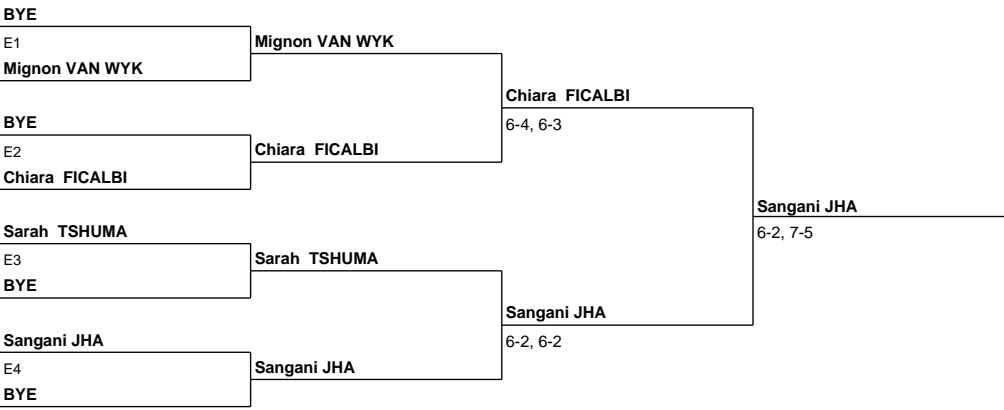 BYE
E1
Mignon VAN WYK
Mignon VAN WYK
BYE
E2
Chiara FICALBI
Chiara FICALBI
Chiara FICALBI
6-4, 6-3
Sarah TSHUMA
E3
BYE
Sarah TSHUMA
Sangani JHA
E4
BYE
Sangani JHA
Sangani JHA
6-2, 6-2
Sangani JHA
6-2, 7-5